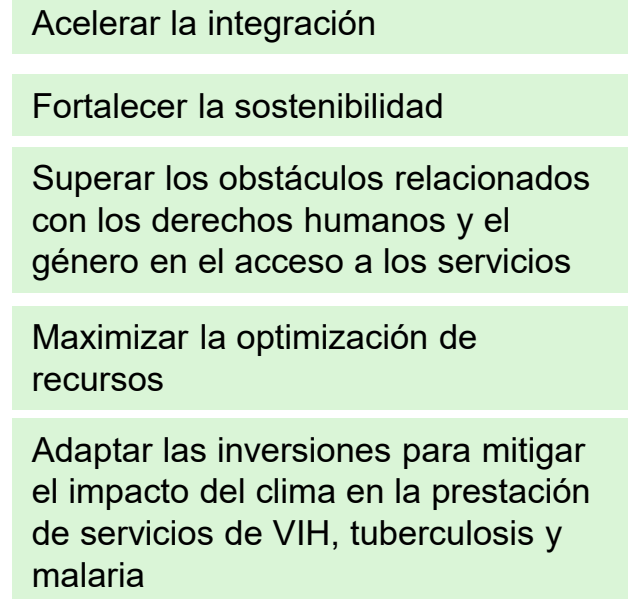 Acelerar la integración
Fortalecer la sostenibilidad
Superar los obstáculos relacionados
con los derechos humanos y el
género en el acceso a los servicios
Maximizar la optimización de
recursos
Adaptar las inversiones para mitigar
el impacto del clima en la prestación
de servicios de VIH, tuberculosis y
malaria